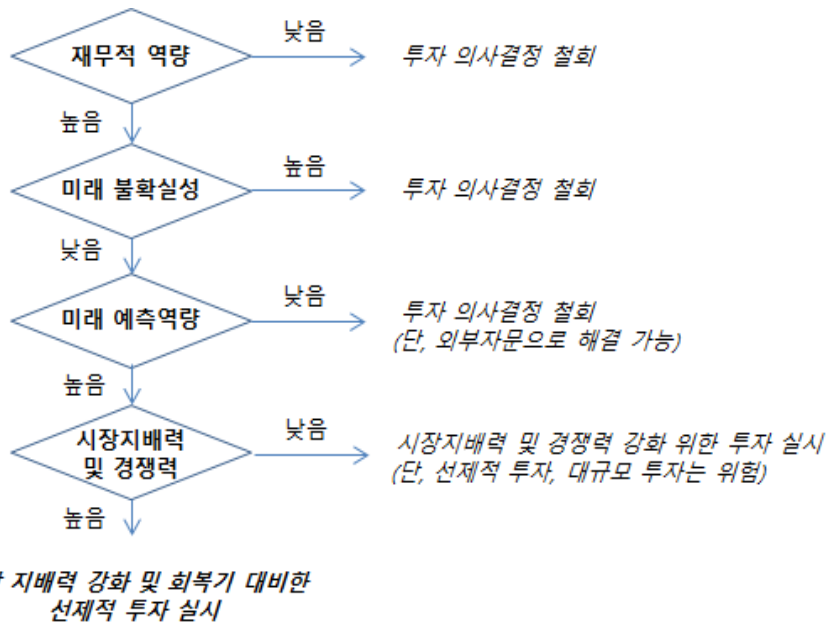 재무적 역량
낮음
투자 의사결정 철회
높음
미래 불확실성
높음
투자 의사결정 철회
낮음
미래 예측역량
낮음
투자 의사결정 철회
(단, 외부자문으로 해결 가능)
높음
시장지배력
및 경쟁력
낮음
시장지배력 및 경쟁력 강화 위한 투자 실시
(단, 선제적 투자, 대규모 투자는 위험)
높음
지배력 강화 및 회복기 대비한
선제적 투자 실시